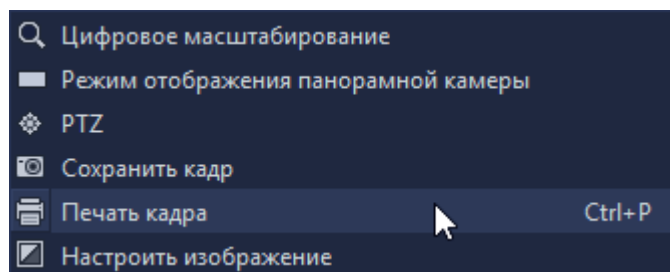 Цифровое масштабирование
Режим отображения панорамной камеры
PTZ
Сохранить кадр
Печать кадра Ctrl+P
Настроить изображение